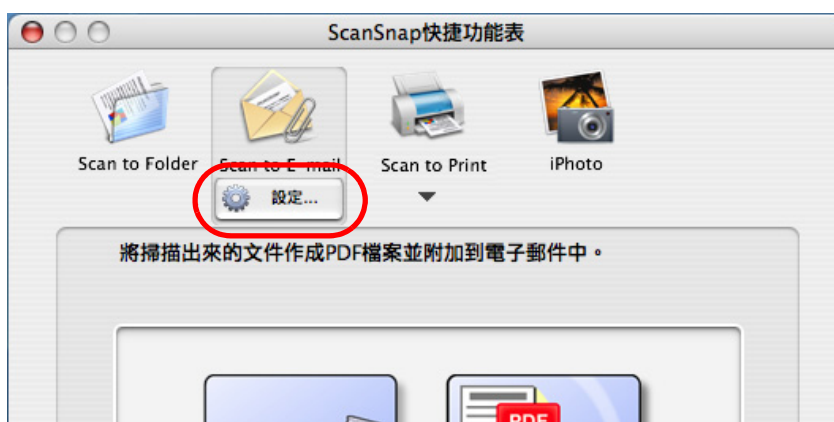 ScanSnap快捷功能表
Scan to Folder
Scan to E-mail
Scan to Print
iPhoto
設定...
將掃描出來的文件作成PDF檔案並附加到電子郵件中。
PDF